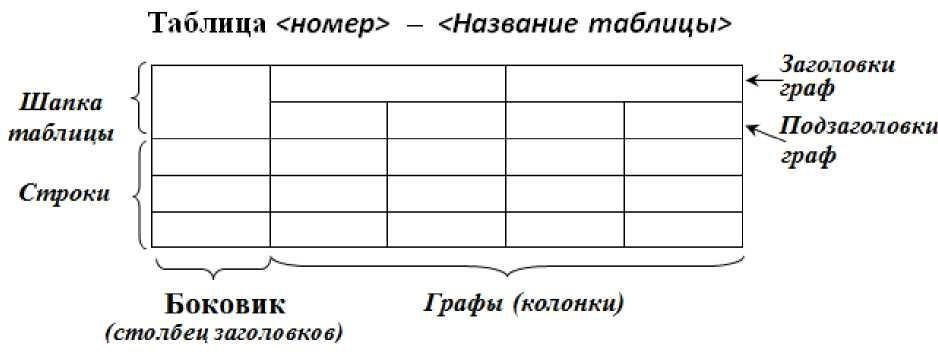 Таблица <номер> – <Название таблицы>
Заголовки
граф
Шапка
таблицы
Подзаголовки
граф
Строки
Боковик
(столбец заголовков)
Графы (колонки)